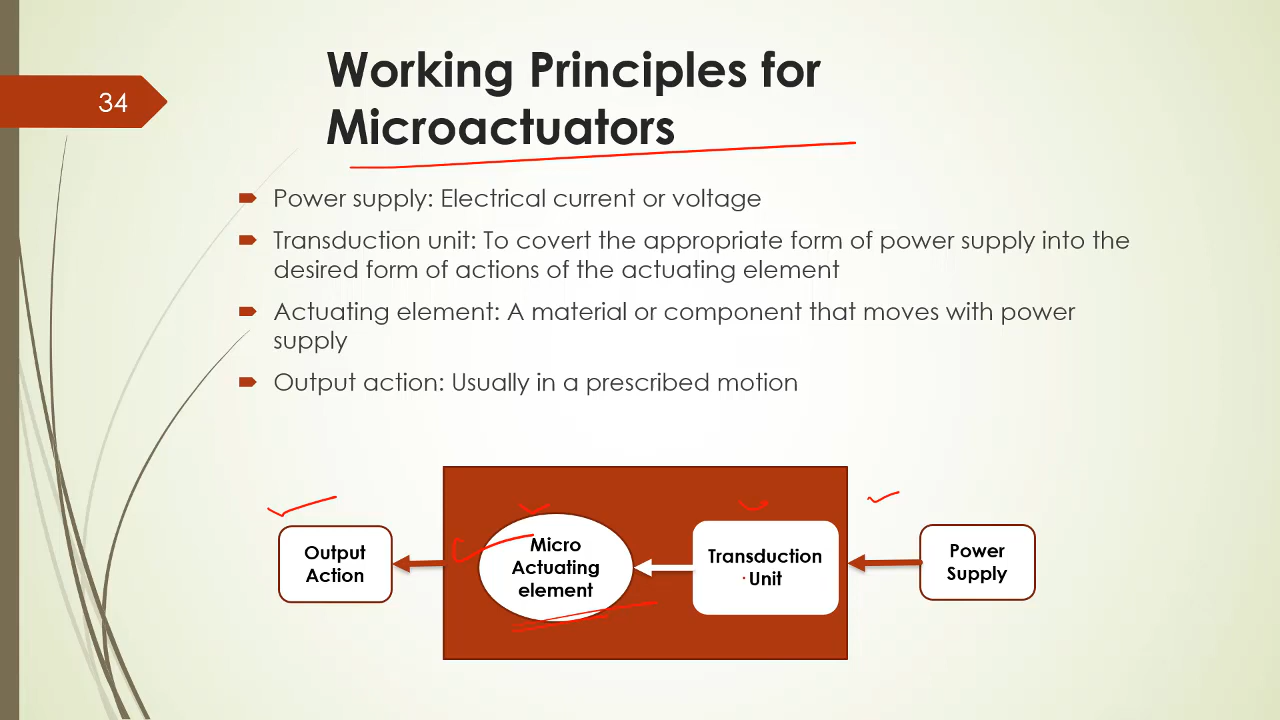 34
Working Principles for
Microactuators
Power supply: Electrical current or voltage
Transduction unit: To covert the appropriate form of power supply into the
desired form of actions of the actuating element
Actuating element: A material or component that moves with power
supply
Output action: Usually in a prescribed motion
Output
Action
Micro
Actuating
element
Transduction
Unit
Power
Supply